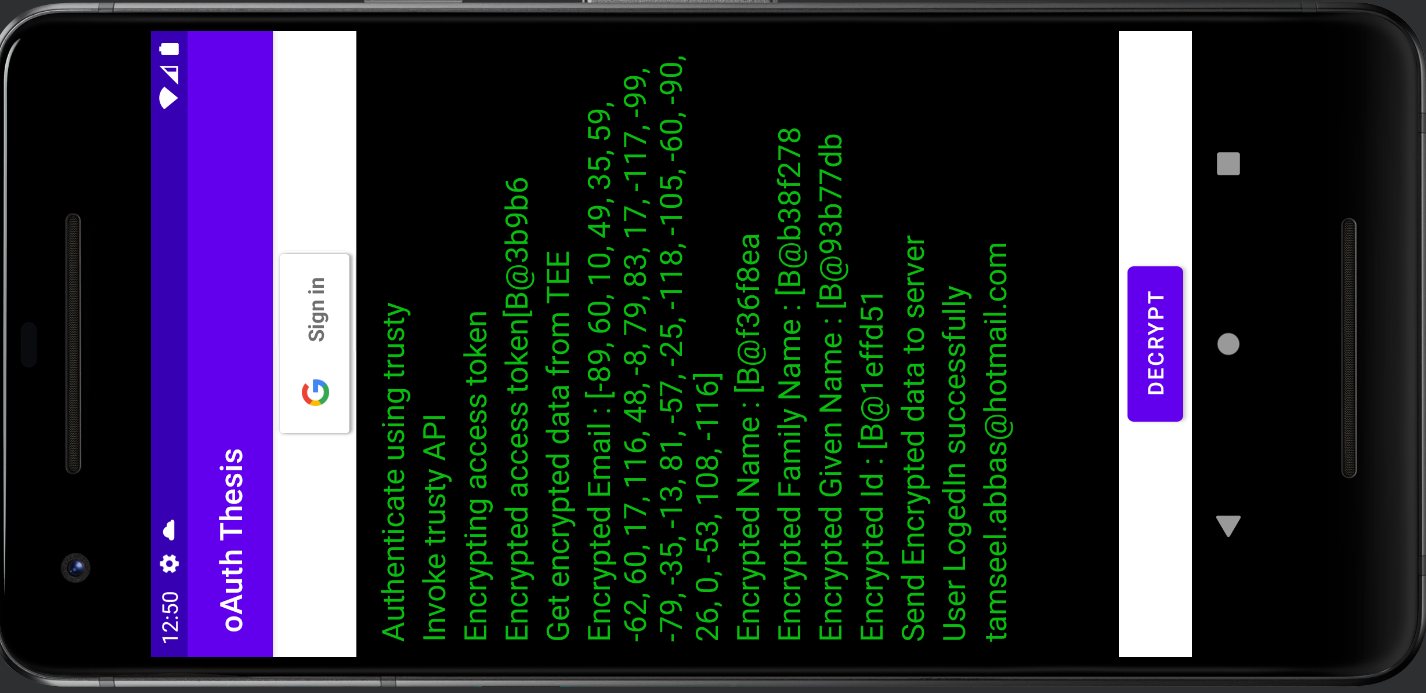 12:50
oAuth Thesis
Sign in
Authenticate using trusty
Invoke trusty API
Encrypting access token
Encrypted access token[B@3b9b6
Get encrypted data from TEE
Encrypted Email : [-89, 60, 10, 49, 35, 59,
-62, 60, 17, 116, 48, -8, 79, 83, 17, -117, -99,
-79, -35, -13, 81, -57, -25, -118, -105, -60, -90,
26, 0, -53, 108, -116]
Encrypted Name : [B@f36f8ea
Encrypted Family Name : [B@b38f278
Encrypted Given Name : [B@93b77db
Encrypted Id : [B@1effd51
Send Encrypted data to server
User LogedIn successfully
tamseel.abbas@hotmail.com
DECRYPT